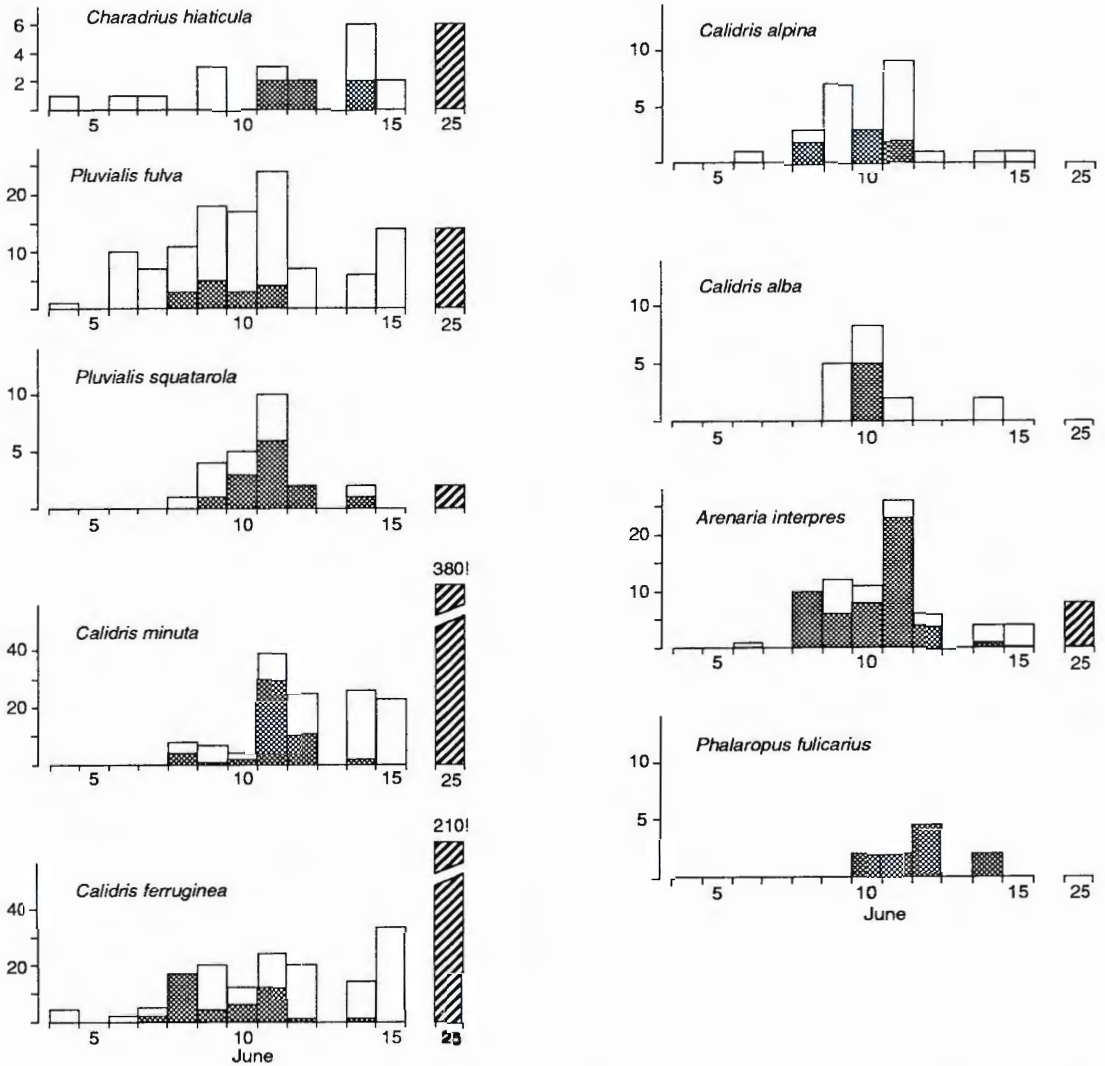 Charadrius hiaticula
6
4
2
5 10 15 25
Pluvialis fulva
20
10
5 10 15 25
Pluvialis squatarola
10
5
5 10 15 25
380!
Calidris minuta
40
20
5 10 15 25
210!
Calidris ferruginea
40
20
5 10 15 25
June
Calidris alpina
10
5
5 10 15 25
Calidris alba
10
5
5 10 15 25
Arenaria interpres
20
10
5 10 15 25
Phalaropus fulicarius
10
5
5 10 15 25
June